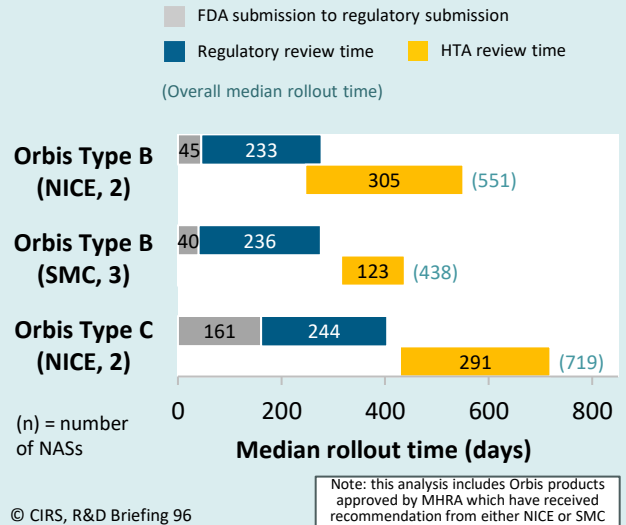 FDA submission to regulatory submission
Regulatory review time
HTA review time
(Overall median rollout time)
Orbis Type B
(NICE, 2)
45
233
305
(551)
Orbis Type B
(SMC, 3)
40
236
123
(438)
Orbis Type C
(NICE, 2)
161
244
291
(719)
0
200
400
600
800
(n) = number
of NASs
Median rollout time (days)
Note: this analysis includes Orbis products
approved by MHRA which have received
recommendation from either NICE or SMC
© CIRS, R&D Briefing 96